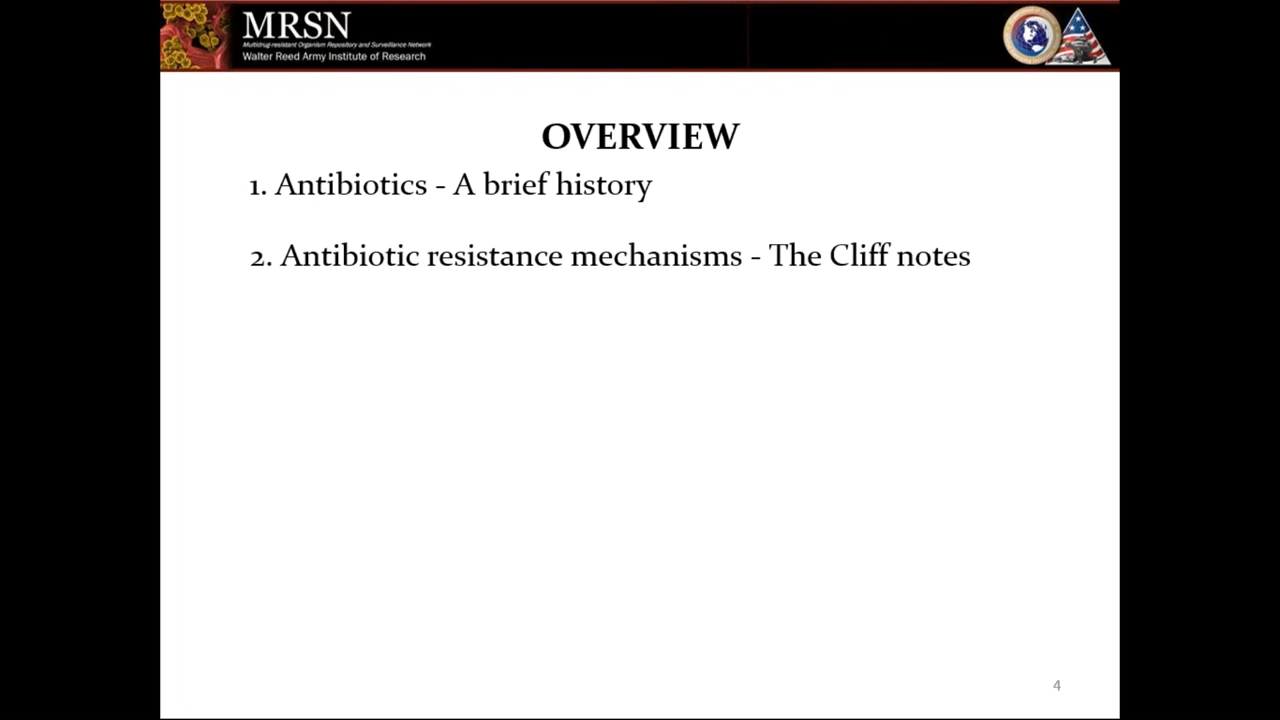 MRSN
Multidrug-resistant Organism Repository and Surveillance Network
Walter Reed Army Institute of Research
OVERVIEW
1. Antibiotics - A brief history
2. Antibiotic resistance mechanisms - The Cliff notes
4